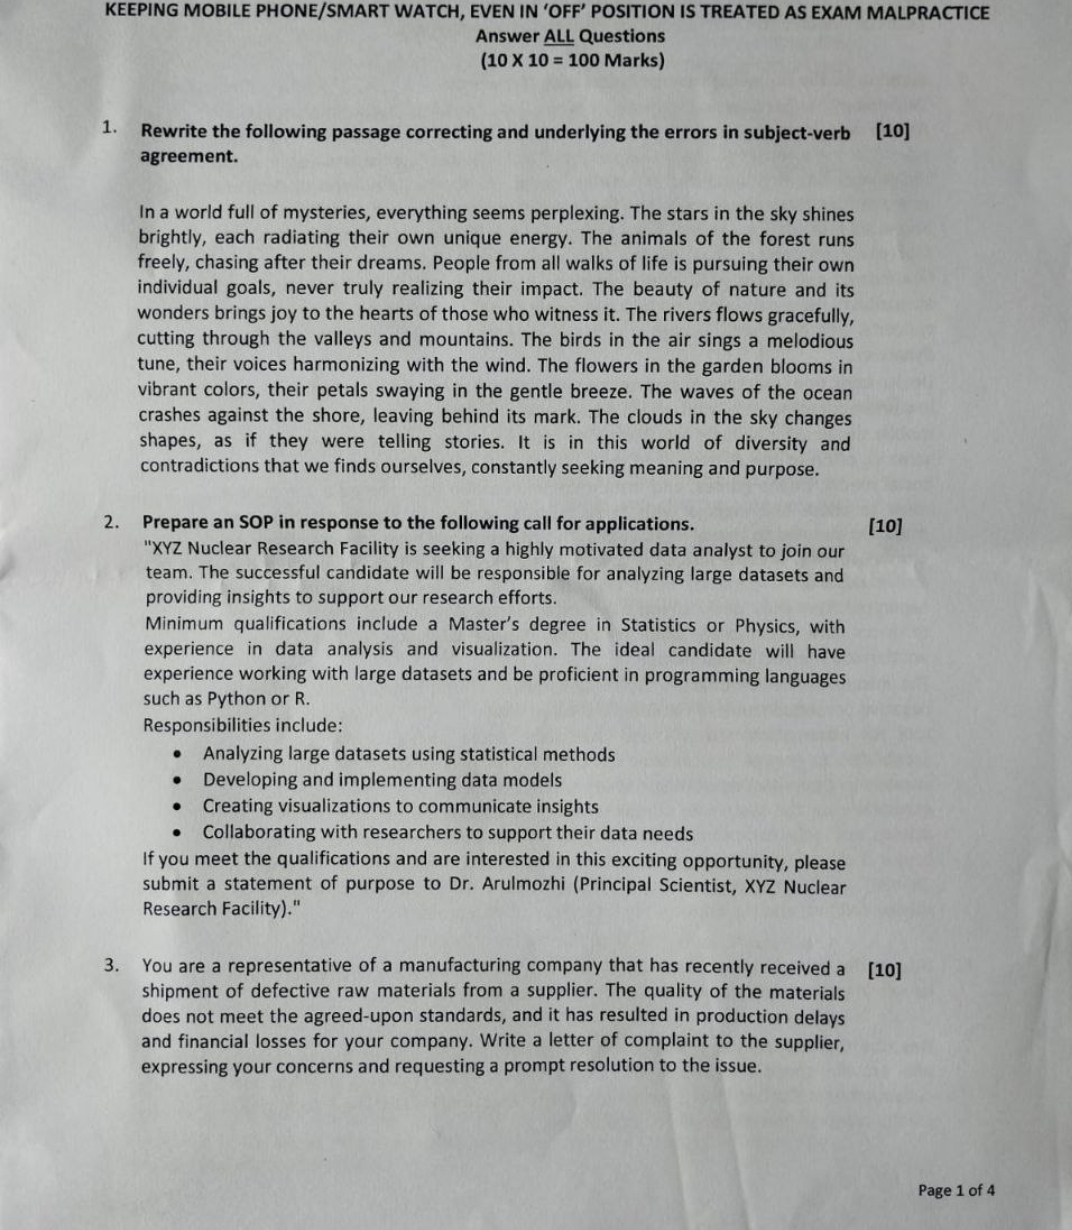 KEEPING MOBILE PHONE/SMART WATCH, EVEN IN ‘OFF’ POSITION IS TREATED AS EXAM MALPRACTICE
Answer ALL Questions
(10 X 10 = 100 Marks)
1. Rewrite the following passage correcting and underlying the errors in subject-verb [10]
agreement.
In a world full of mysteries, everything seems perplexing. The stars in the sky shines
brightly, each radiating their own unique energy. The animals of the forest runs
freely, chasing after their dreams. People from all walks of life is pursuing their own
individual goals, never truly realizing their impact. The beauty of nature and its
wonders brings joy to the hearts of those who witness it. The rivers flows gracefully,
cutting through the valleys and mountains. The birds in the air sings a melodious
tune, their voices harmonizing with the wind. The flowers in the garden blooms in
vibrant colors, their petals swaying in the gentle breeze. The waves of the ocean
crashes against the shore, leaving behind its mark. The clouds in the sky changes
shapes, as if they were telling stories. It is in this world of diversity and
contradictions that we finds ourselves, constantly seeking meaning and purpose.
2. Prepare an SOP in response to the following call for applications. [10]
"XYZ Nuclear Research Facility is seeking a highly motivated data analyst to join our
team. The successful candidate will be responsible for analyzing large datasets and
providing insights to support our research efforts.
Minimum qualifications include a Master's degree in Statistics or Physics, with
experience in data analysis and visualization. The ideal candidate will have
experience working with large datasets and be proficient in programming languages
such as Python or R.
Responsibilities include:
• Analyzing large datasets using statistical methods
• Developing and implementing data models
• Creating visualizations to communicate insights
• Collaborating with researchers to support their data needs
If you meet the qualifications and are interested in this exciting opportunity, please
submit a statement of purpose to Dr. Arulmozhi (Principal Scientist, XYZ Nuclear
Research Facility)."
3. You are a representative of a manufacturing company that has recently received a [10]
shipment of defective raw materials from a supplier. The quality of the materials
does not meet the agreed-upon standards, and it has resulted in production delays
and financial losses for your company. Write a letter of complaint to the supplier,
expressing your concerns and requesting a prompt resolution to the issue.
Page 1 of 4